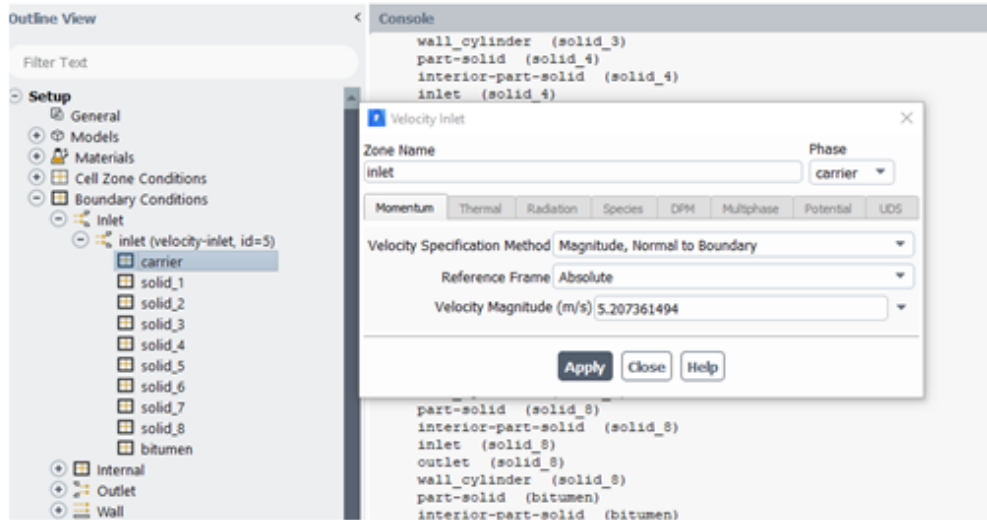 Outline View
Filter Text
Setup
General
Models
Materials
Cell Zone Conditions
Boundary Conditions
Inlet
inlet (velocity-inlet, id=5)
carrier
solid_1
solid_2
solid_3
solid_4
solid_5
solid_6
solid_7
solid_8
bitumen
Internal
Outlet
Wall
Console
wall_cylinder (solid_3)
part-solid (solid_4)
interior-part-solid (solid_4)
inlet (solid_4)
Velocity Inlet
Zone Name
Phase
inlet
carrier
Momentum Thermal Radiation Species DPM Multiphase Potential UDS
Velocity Specification Method Magnitude, Normal to Boundary
Reference Frame Absolute
Velocity Magnitude (m/s) 5.207361494
Apply Close Help
part-solid (solid_8)
interior-part-solid (solid_8)
inlet (solid_8)
outlet (solid_8)
wall_cylinder (solid_8)
part-solid (bitumen)
interior-part-solid (bitumen)